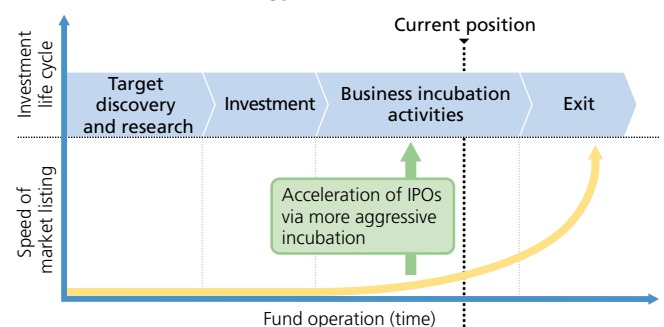 Current position
Investment
life cycle
Target
discovery
and research
Investment
Business incubation
activities
Exit
Speed of
market listing
Acceleration of IPOs
via more aggressive
incubation
Fund operation (time)